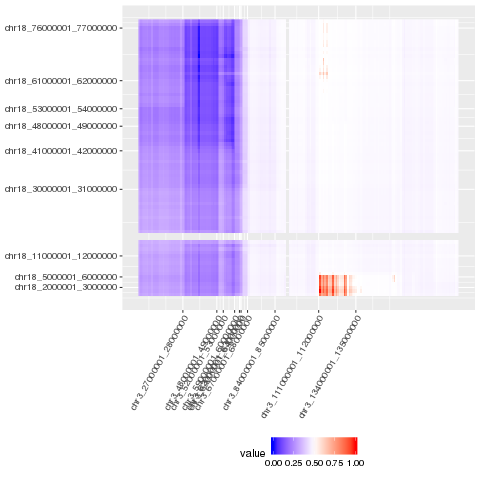 chr18_76000001_77000000
chr18_61000001_62000000
chr18_53000001_54000000
chr18_48000001_49000000
chr18_41000001_42000000
chr18_30000001_31000000
chr18_11000001_12000000
chr18_5000001_6000000
chr18_2000001_3000000
chr3_27000001_28000000
chr3_48000001_49000000
chr3_84000001_85000000
chr3_111000001_112000000
chr3_134000001_135000000
value
0.00 0.25 0.50 0.75 1.00